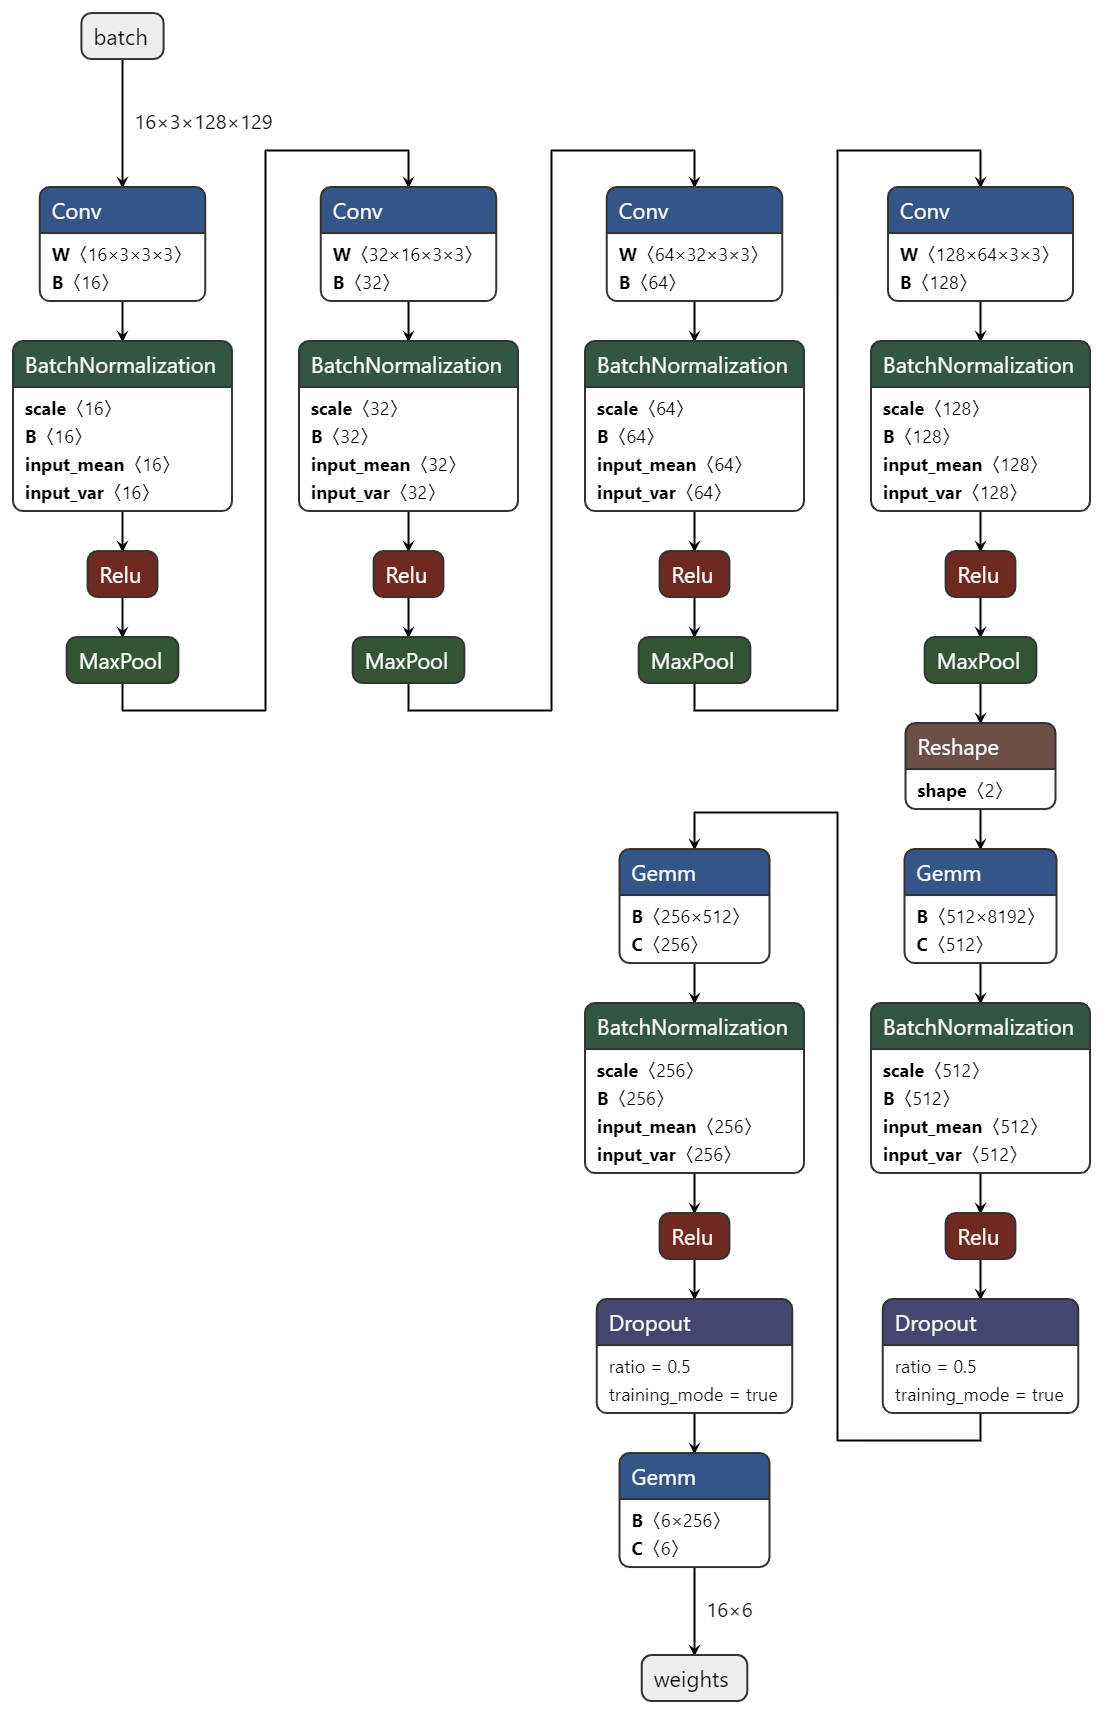 batch
16×3×128×129
Conv
W 〈16×3×3×3〉
B 〈16〉
BatchNormalization
scale 〈16〉
B 〈16〉
input_mean 〈16〉
input_var 〈16〉
Relu
MaxPool
Conv
W 〈32×16×3×3〉
B 〈32〉
BatchNormalization
scale 〈32〉
B 〈32〉
input_mean 〈32〉
input_var 〈32〉
Relu
MaxPool
Conv
W 〈64×32×3×3〉
B 〈64〉
BatchNormalization
scale 〈64〉
B 〈64〉
input_mean 〈64〉
input_var 〈64〉
Relu
MaxPool
Conv
W 〈128×64×3×3〉
B 〈128〉
BatchNormalization
scale 〈128〉
B 〈128〉
input_mean 〈128〉
input_var 〈128〉
Relu
MaxPool
Reshape
shape 〈2〉
Gemm
B 〈512×8192〉
C 〈512〉
BatchNormalization
scale 〈512〉
B 〈512〉
input_mean 〈512〉
input_var 〈512〉
Relu
Dropout
ratio = 0.5
training_mode = true
Gemm
B 〈256×512〉
C 〈256〉
BatchNormalization
scale 〈256〉
B 〈256〉
input_mean 〈256〉
input_var 〈256〉
Relu
Dropout
ratio = 0.5
training_mode = true
Gemm
B 〈6×256〉
C 〈6〉
16×6
weights